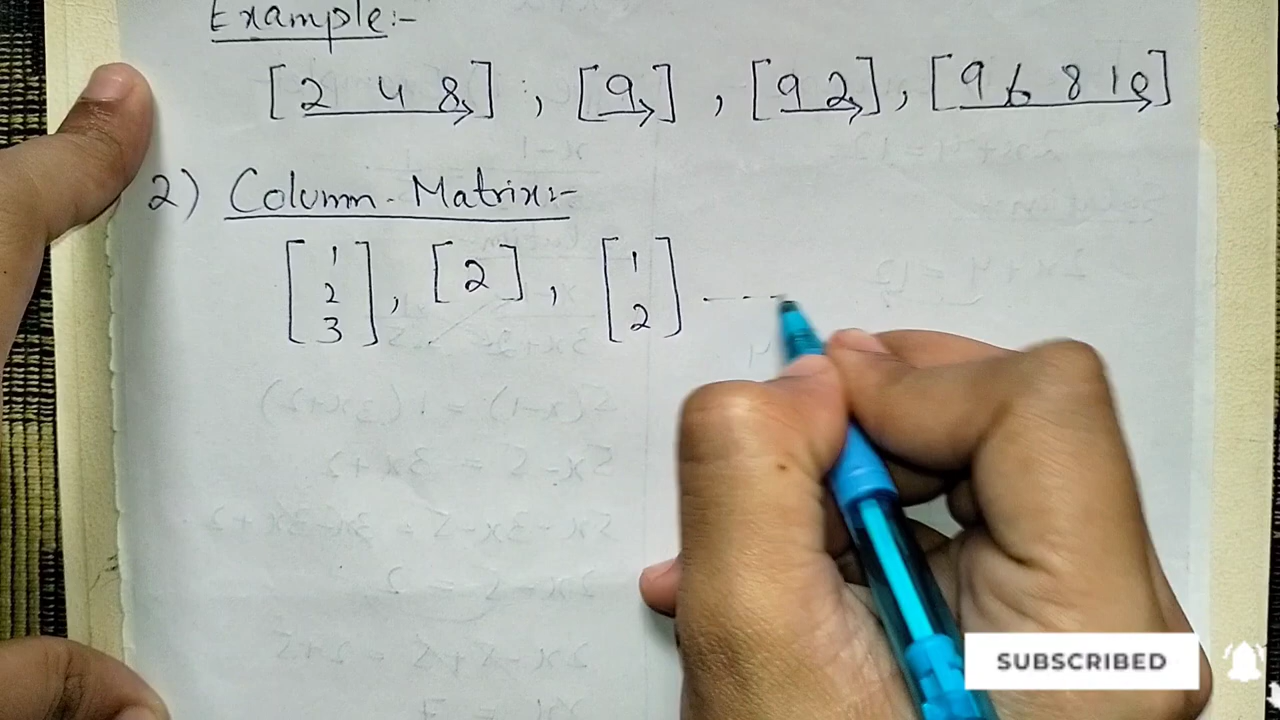 Example:-
[2 4 8] ; [9] , [9 2] , [9 6 8 10]
2) Column-Matrix:-
[1 2 3] , [2] , [1 2] ----
SUBSCRIBED